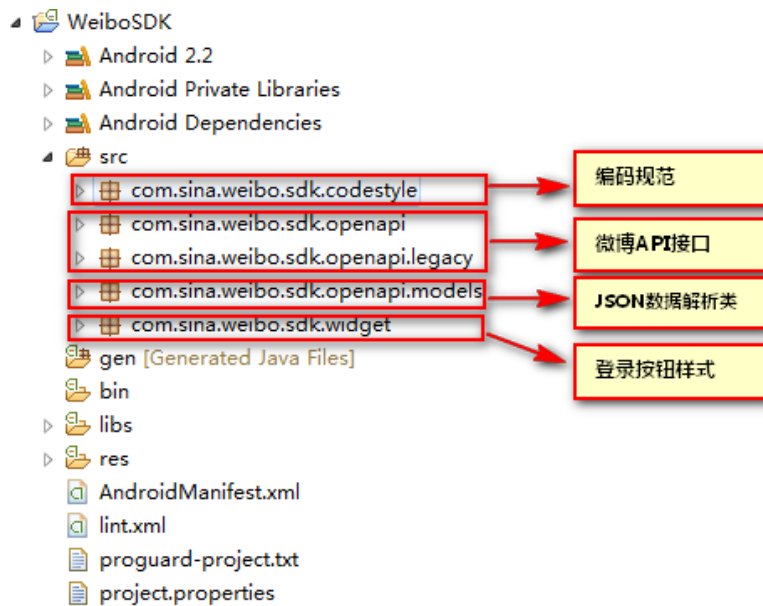 WeiboSDK
Android 2.2
Android Private Libraries
Android Dependencies
src
com.sina.weibo.sdk.codestyle
编码规范
com.sina.weibo.sdk.openapi
com.sina.weibo.sdk.openapi.legacy
微博API接口
com.sina.weibo.sdk.openapi.models
JSON数据解析类
com.sina.weibo.sdk.widget
登录按钮样式
gen [Generated Java Files]
bin
libs
res
AndroidManifest.xml
lint.xml
proguard-project.txt
project.properties